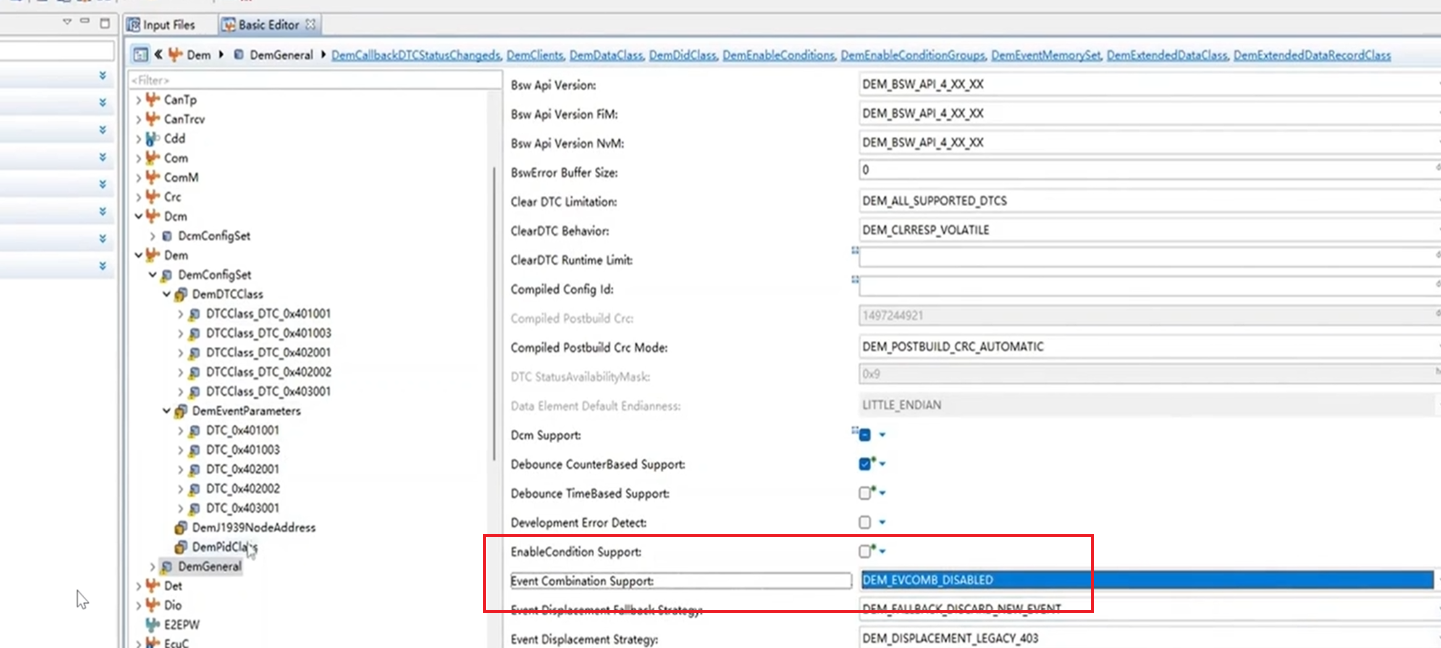 Input Files
Basic Editor
Dem
DemGeneral
DemCallbackDTCStatusChangeds, DemClients, DemDataClass, DemDidClass, DemEnableConditions, DemEnableConditionGroups, DemEventMemorySet, DemExtendedDataClass, DemExtendedDataRecordClass
<Filter>
CanTp
CanTrcv
Cdd
Com
ComM
Crc
Dcm
DcmConfigSet
Dem
DemConfigSet
DemDTCClass
DTCClass_DTC_0x401001
DTCClass_DTC_0x401003
DTCClass_DTC_0x402001
DTCClass_DTC_0x402002
DTCClass_DTC_0x403001
DemEventParameters
DTC_0x401001
DTC_0x401003
DTC_0x402001
DTC_0x402002
DTC_0x403001
DemJ1939NodeAddress
DemPidClass
DemGeneral
Det
Dio
E2EPW
EcuC
Bsw Api Version: DEM_BSW_API_4_XX_XX
Bsw Api Version FiM: DEM_BSW_API_4_XX_XX
Bsw Api Version NvM: DEM_BSW_API_4_XX_XX
BswError Buffer Size: 0
Clear DTC Limitation: DEM_ALL_SUPPORTED_DTCS
ClearDTC Behavior: DEM_CLRRESP_VOLATILE
ClearDTC Runtime Limit:
Compiled Config Id:
Compiled Postbuild Crc: 1497244921
Compiled Postbuild Crc Mode: DEM_POSTBUILD_CRC_AUTOMATIC
DTC StatusAvailabilityMask: 0x9
Data Element Default Endianness: LITTLE_ENDIAN
Dcm Support:
Debounce CounterBased Support:
Debounce TimeBased Support:
Development Error Detect:
EnableCondition Support:
Event Combination Support: DEM_EVCOMB_DISABLED
Event Displacement Fallback Strategy: DEM_FALLBACK_DISCARD_NEW_EVENT
Event Displacement Strategy: DEM_DISPLACEMENT_LEGACY_403